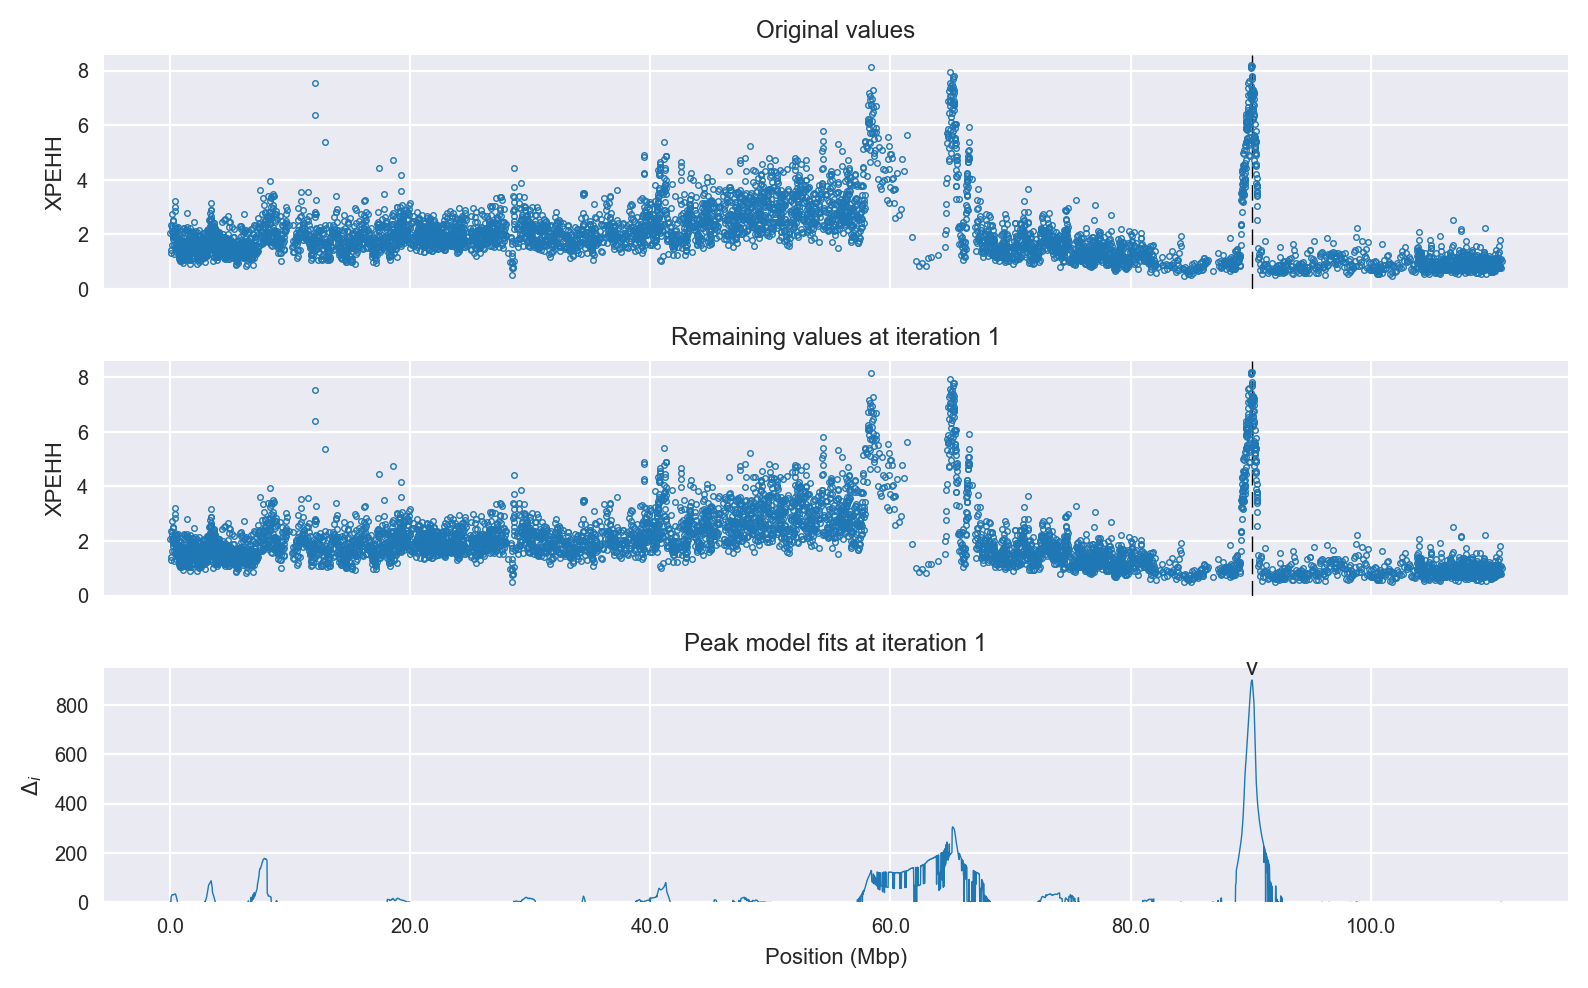 Original values
8
6
4
2
0
XPEHH
Remaining values at iteration 1
8
6
4
2
0
XPEHH
Peak model fits at iteration 1
v
800
600
400
200
0
Δi
0.0 20.0 40.0 60.0 80.0 100.0
Position (Mbp)